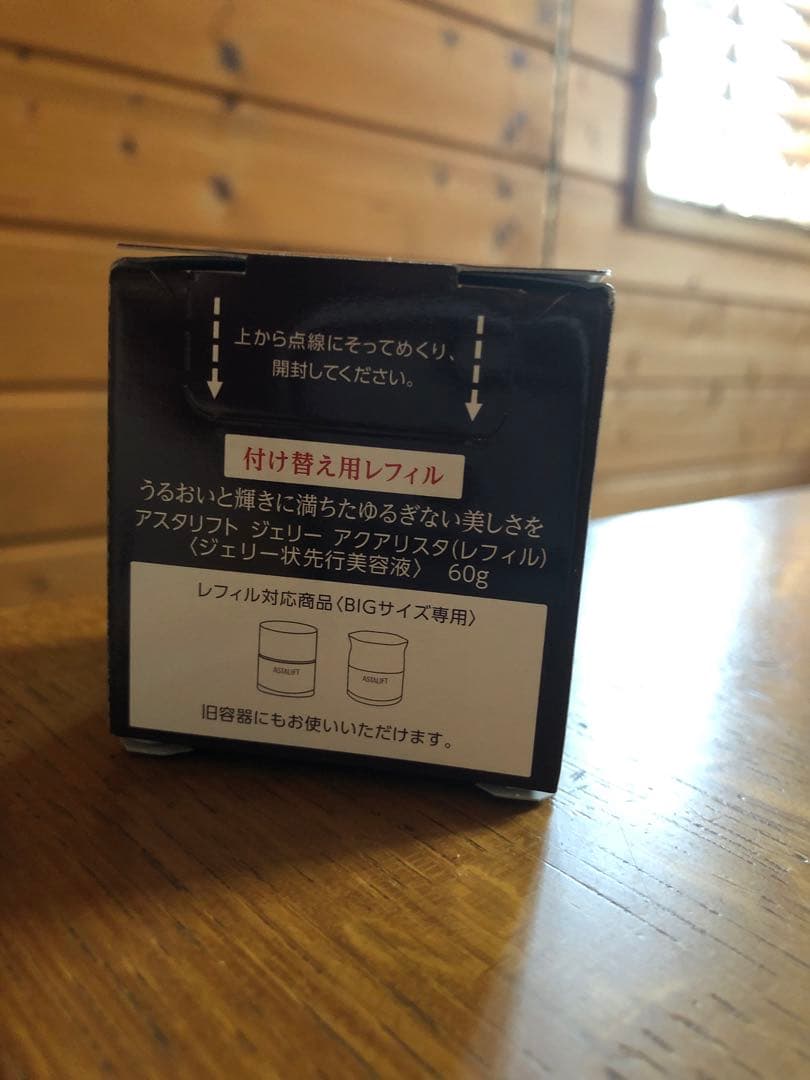 上から点線にそってめくり、
開封してください。
付け替え用レフィル
うるおいと輝きに満ちたゆるぎない美しさを
アスタリフト ジェリー アクアリスタ(レフィル)
〈ジェリー状先行美容液〉 60g
レフィル対応商品〈BIGサイズ専用〉
ASTALIFT ASTALIFT
旧容器にもお使いいただけます。